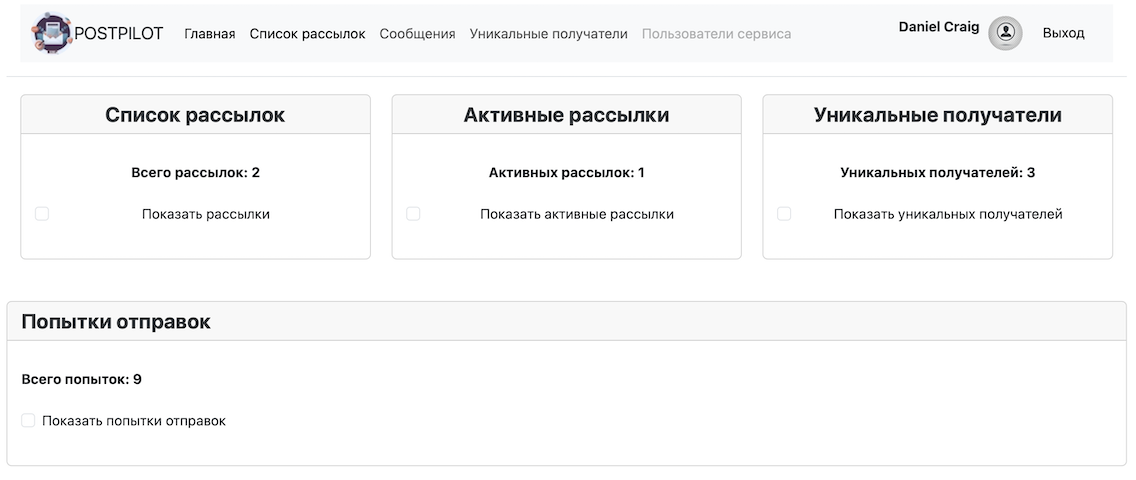 POSTPILOT Главная Список рассылок Сообщения Уникальные получатели Пользователи сервиса Daniel Craig Выход
Список рассылок
Всего рассылок: 2
Показать рассылки
Активные рассылки
Активных рассылок: 1
Показать активные рассылки
Уникальные получатели
Уникальных получателей: 3
Показать уникальных получателей
Попытки отправок
Всего попыток: 9
Показать попытки отправок